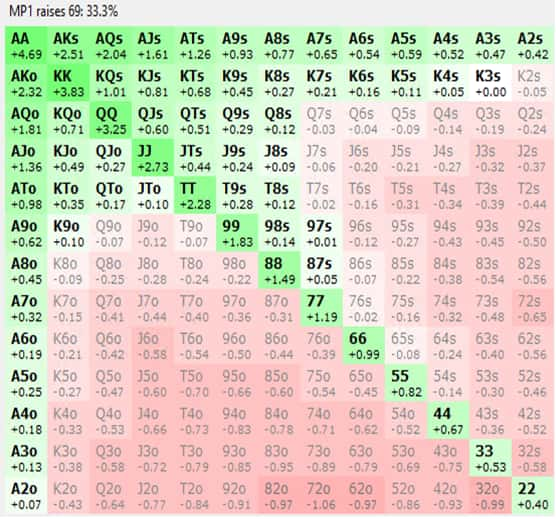 MP1 raises 69: 33.3%
AA AKs AQs AJs ATs A9s A8s A7s A6s A5s A4s A3s A2s
+4.69 +2.51 +2.04 +1.61 +1.26 +0.93 +0.77 +0.65 +0.54 +0.59 +0.52 +0.47 +0.42
AKo KK KQs KJs KTs K9s K8s K7s K6s K5s K4s K3s K2s
+2.32 +3.83 +1.01 +0.81 +0.68 +0.45 +0.27 +0.21 +0.16 +0.11 +0.05 +0.00 -0.05
AQo KQo QQ QJs QTs Q9s Q8s Q7s Q6s Q5s Q4s Q3s Q2s
+1.81 +0.71 +3.25 +0.60 +0.51 +0.29 +0.12 -0.03 -0.04 -0.09 -0.14 -0.19 -0.24
AJo KJo QJo JJ JTs J9s J8s J7s J6s J5s J4s J3s J2s
+1.36 +0.49 +0.27 +2.73 +0.44 +0.24 +0.09 -0.06 -0.20 -0.21 -0.27 -0.32 -0.37
ATo KTo QTo JTo TT T9s T8s T7s T6s T5s T4s T3s T2s
+0.98 +0.35 +0.17 +0.10 +2.28 +0.28 +0.12 -0.02 -0.16 -0.31 -0.34 -0.39 -0.44
A9o K9o Q9o J9o T9o 99 98s 97s 96s 95s 94s 93s 92s
+0.62 +0.10 -0.07 -0.12 -0.07 +1.83 +0.14 +0.01 -0.12 -0.27 -0.43 -0.45 -0.50
A8o K8o Q8o J8o T8o 98o 88 87s 86s 85s 84s 83s 82s
+0.45 -0.09 -0.25 -0.28 -0.24 -0.22 +1.49 +0.05 -0.07 -0.22 -0.38 -0.54 -0.56
A7o K7o Q7o J7o T7o 97o 87o 77 76s 75s 74s 73s 72s
+0.32 -0.15 -0.41 -0.44 -0.40 -0.36 -0.31 +1.19 -0.02 -0.16 -0.32 -0.48 -0.65
A6o K6o Q6o J6o T6o 96o 86o 76o 66 65s 64s 63s 62s
+0.19 -0.21 -0.42 -0.58 -0.54 -0.50 -0.44 -0.39 +0.99 -0.08 -0.24 -0.40 -0.56
A5o K5o Q5o J5o T5o 95o 85o 75o 65o 55 54s 53s 52s
+0.25 -0.27 -0.47 -0.60 -0.70 -0.66 -0.60 -0.54 -0.45 +0.82 -0.14 -0.30 -0.46
A4o K4o Q4o J4o T4o 94o 84o 74o 64o 54o 44 43s 42s
+0.18 -0.33 -0.53 -0.66 -0.73 -0.83 -0.78 -0.71 -0.62 -0.52 +0.67 -0.36 -0.52
A3o K3o Q3o J3o T3o 93o 83o 73o 63o 53o 43o 33 32s
+0.13 -0.38 -0.58 -0.72 -0.79 -0.85 -0.95 -0.89 -0.79 -0.69 -0.75 +0.53 -0.58
A2o K2o Q2o J2o T2o 92o 82o 72o 62o 52o 42o 32o 22
+0.07 -0.43 -0.64 -0.77 -0.84 -0.91 -0.97 -1.06 -0.97 -0.86 -0.93 -0.99 +0.40